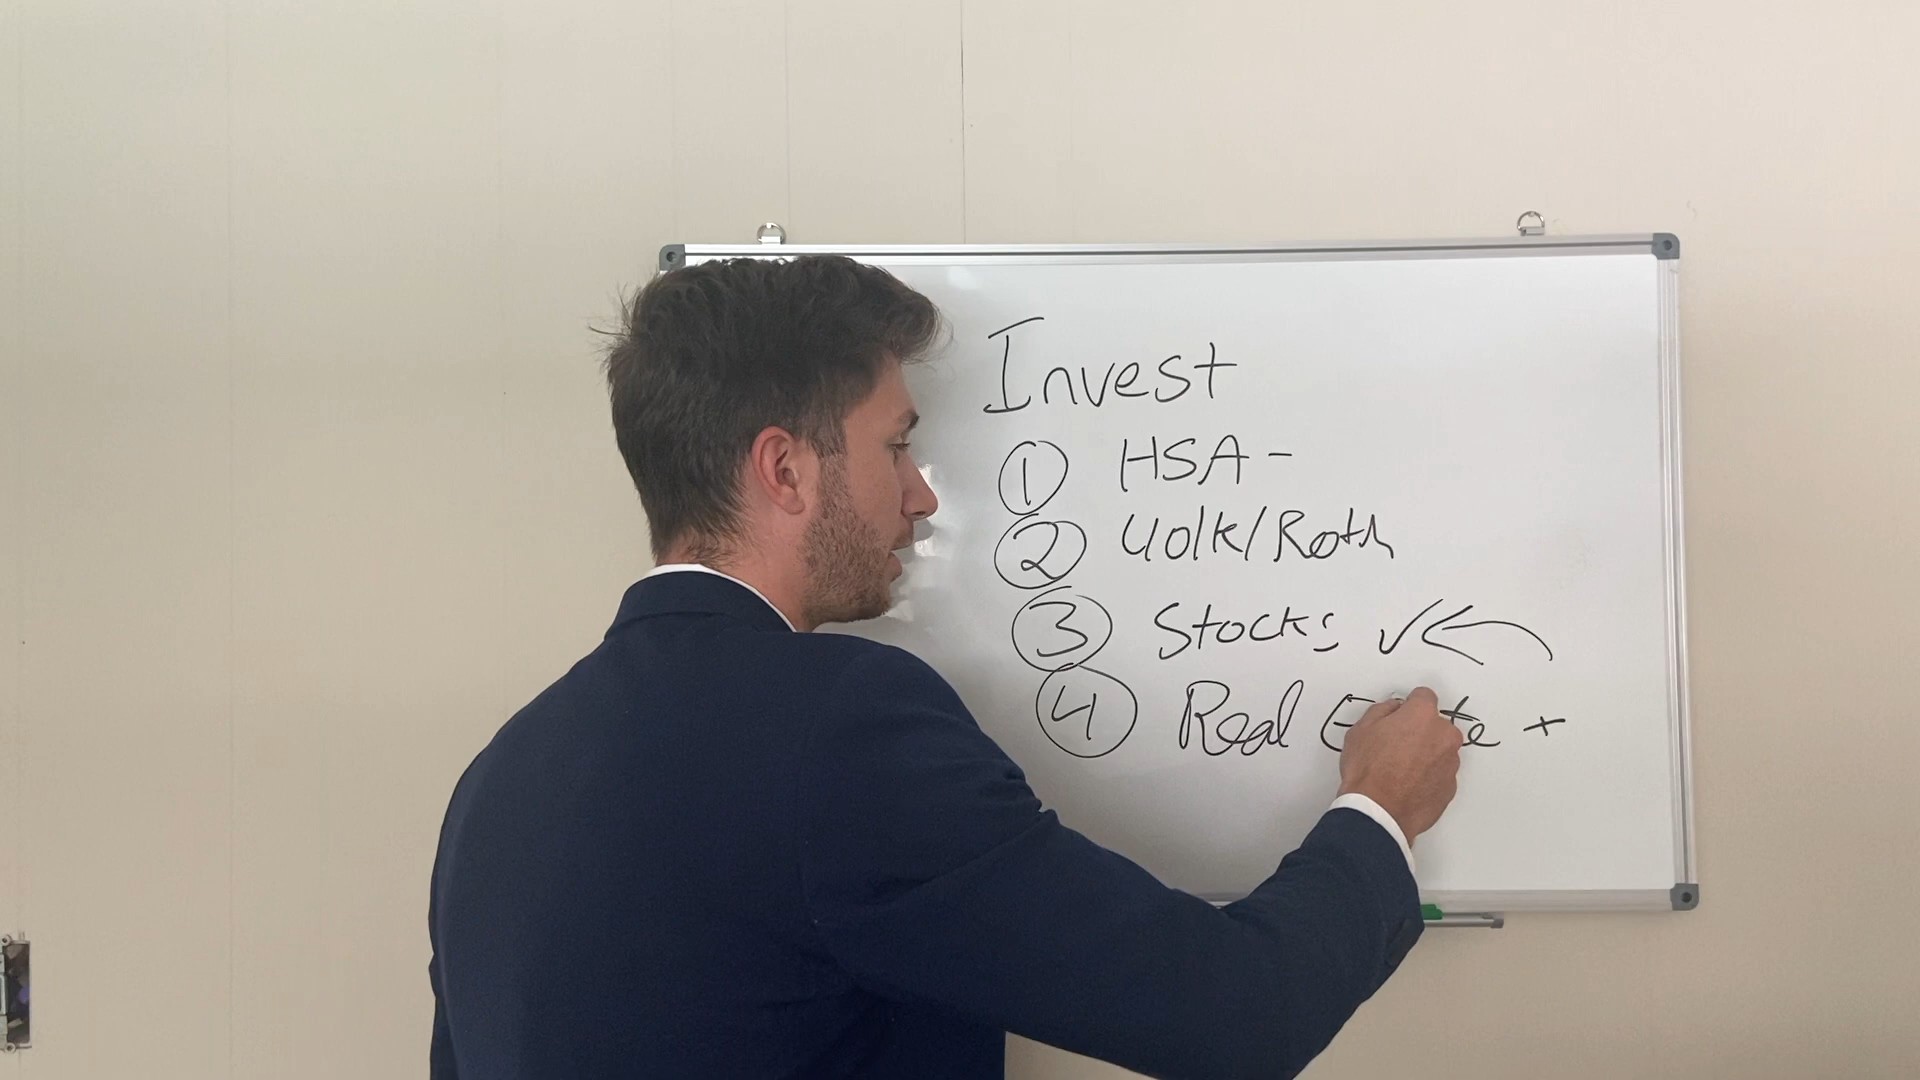 Invest
① HSA -
② 401k/Roth
③ Stocks ✓ ←
④ Real +